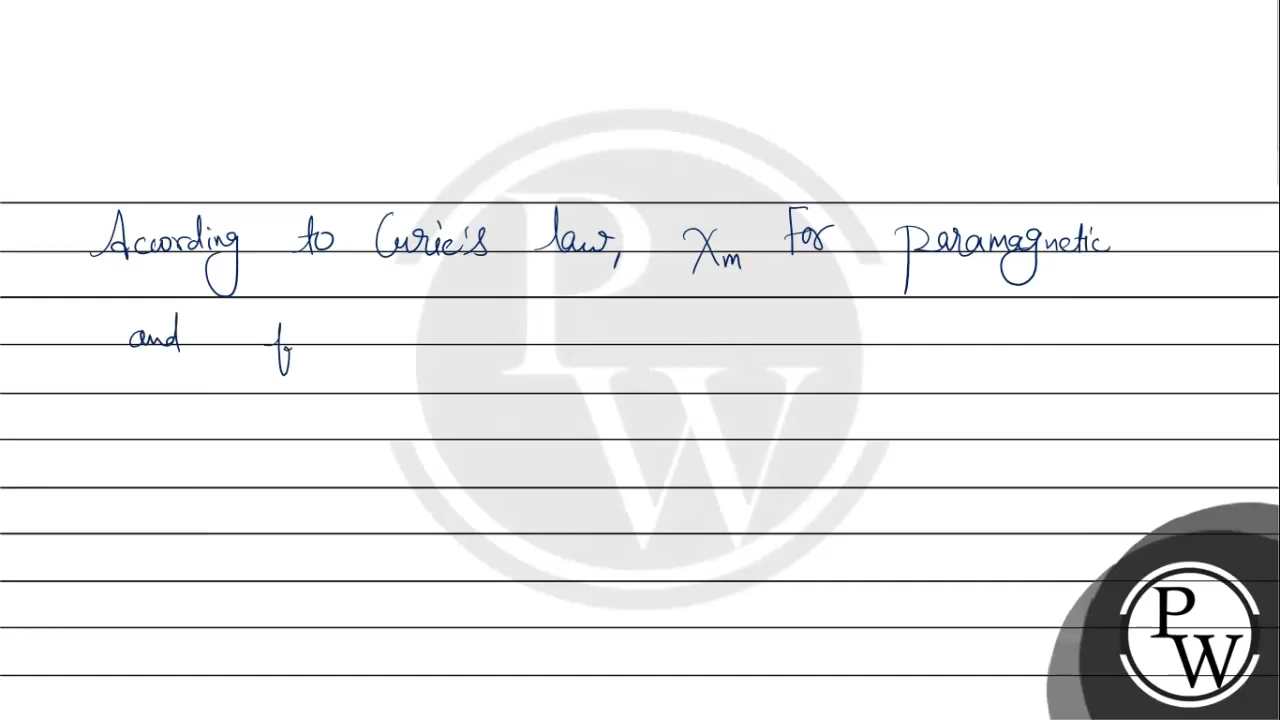 According to Curie's law, χm For paramagnetic
and f
P
W
P
W